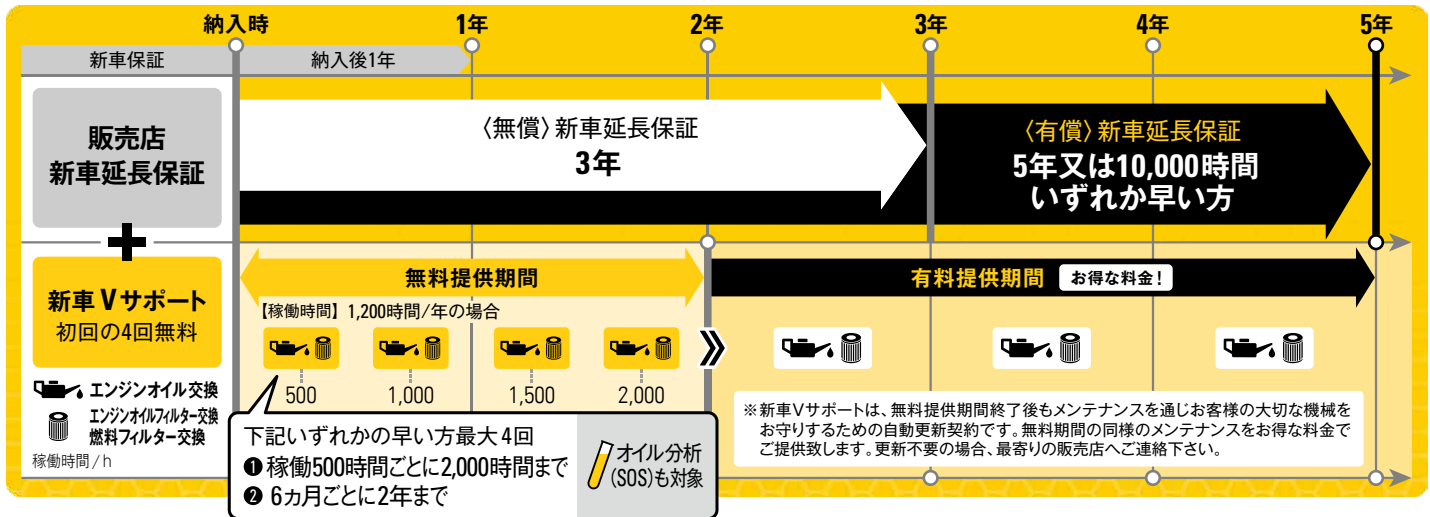 納入時
1年
2年
3年
4年
5年
新車保証
納入後1年
販売店
新車延長保証
〈無償〉新車延長保証
3年
〈有償〉新車延長保証
5年又は10,000時間
いずれか早い方
新車Vサポート
初回の4回無料
無料提供期間
有料提供期間
お得な料金!
【稼働時間】1,200時間/年の場合
500
1,000
1,500
2,000
エンジンオイル交換
エンジンオイルフィルター交換
燃料フィルター交換
稼働時間/h
下記いずれかの早い方最大4回
❶稼働500時間ごとに2,000時間まで
❷6ヵ月ごとに2年まで
オイル分析
(SOS)も対象
※新車Vサポートは、無料提供期間終了後もメンテナンスを通じお客様の大切な機械を
お守りするための自動更新契約です。無料期間の同様のメンテナンスをお得な料金で
ご提供致します。更新不要の場合、最寄りの販売店へご連絡下さい。